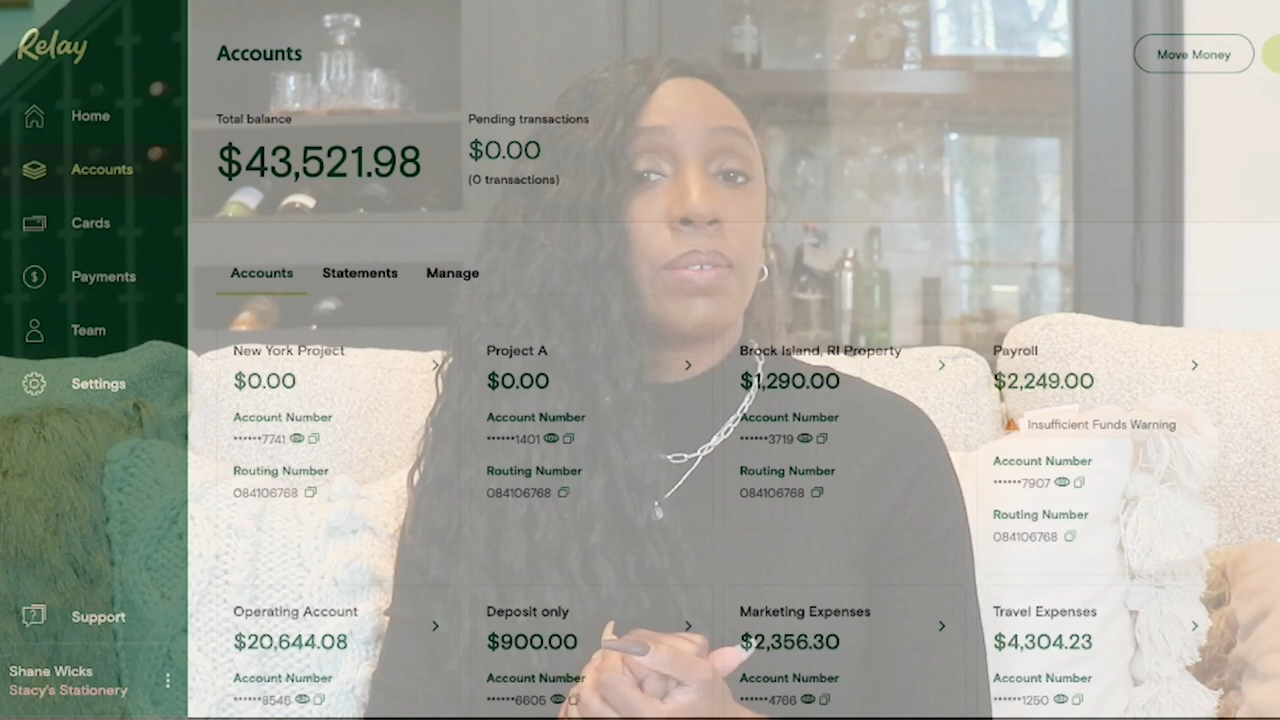 Relay
Home
Accounts
Cards
Payments
Team
Settings
Support
Shane Wicks
Stacy's Stationery
Accounts
Move Money
Total balance
$43,521.98
Pending transactions
$0.00
(0 transactions)
Accounts Statements Manage
New York Project
$0.00
Account Number
••••••7741
Routing Number
084106768
Project A
$0.00
Account Number
••••••1401
Routing Number
084106768
Brock Island, RI Property
$1,290.00
Account Number
••••••3719
Routing Number
084106768
Payroll
$2,249.00
Insufficient Funds Warning
Account Number
••••••7907
Routing Number
084106768
Operating Account
$20,644.08
Account Number
••••••8546
Deposit only
$900.00
Account Number
••••••6605
Marketing Expenses
$2,356.30
Account Number
••••••4766
Travel Expenses
$4,304.23
Account Number
••••••1250